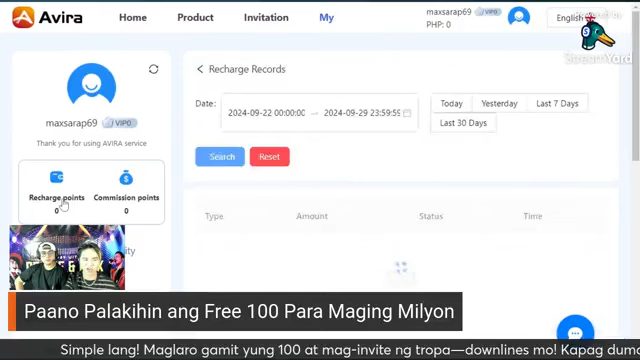 Avira
Home
Product
Invitation
My
maxsarap69 VIP0
PHP: 0
English
StreamYard
maxsarap69 VIP0
Thank you for using AVIRA service
Recharge points
0
Commission points
0
Recharge Records
Date:
2024-09-22 00:00:00
2024-09-29 23:59:59
Today
Yesterday
Last 7 Days
Last 30 Days
Search
Reset
Type
Amount
Status
Time
Paano Palakihin ang Free 100 Para Maging Milyon
Simple lang! Maglaro gamit yung 100 at mag-invite ng tropa—downlines mo! Kapag duma